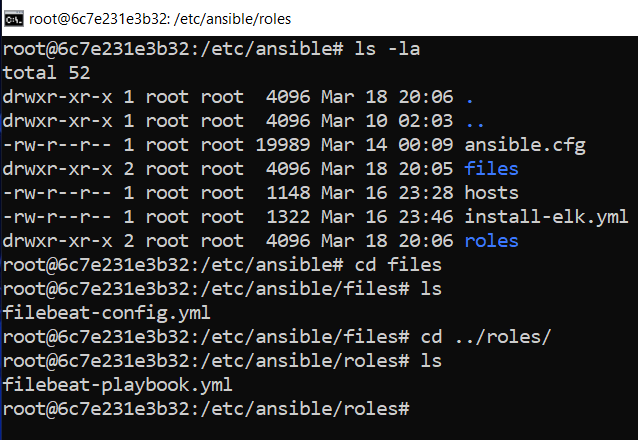 root@6c7e231e3b32: /etc/ansible/roles
root@6c7e231e3b32:/etc/ansible# ls -la
total 52
drwxr-xr-x 1 root root  4096 Mar 18 20:06 .
drwxr-xr-x 1 root root  4096 Mar 10 02:03 ..
-rw-r--r-- 1 root root 19989 Mar 14 00:09 ansible.cfg
drwxr-xr-x 2 root root  4096 Mar 18 20:05 files
-rw-r--r-- 1 root root  1148 Mar 16 23:28 hosts
-rw-r--r-- 1 root root  1322 Mar 16 23:46 install-elk.yml
drwxr-xr-x 2 root root  4096 Mar 18 20:06 roles
root@6c7e231e3b32:/etc/ansible# cd files
root@6c7e231e3b32:/etc/ansible/files# ls
filebeat-config.yml
root@6c7e231e3b32:/etc/ansible/files# cd ../roles/
root@6c7e231e3b32:/etc/ansible/roles# ls
filebeat-playbook.yml
root@6c7e231e3b32:/etc/ansible/roles#